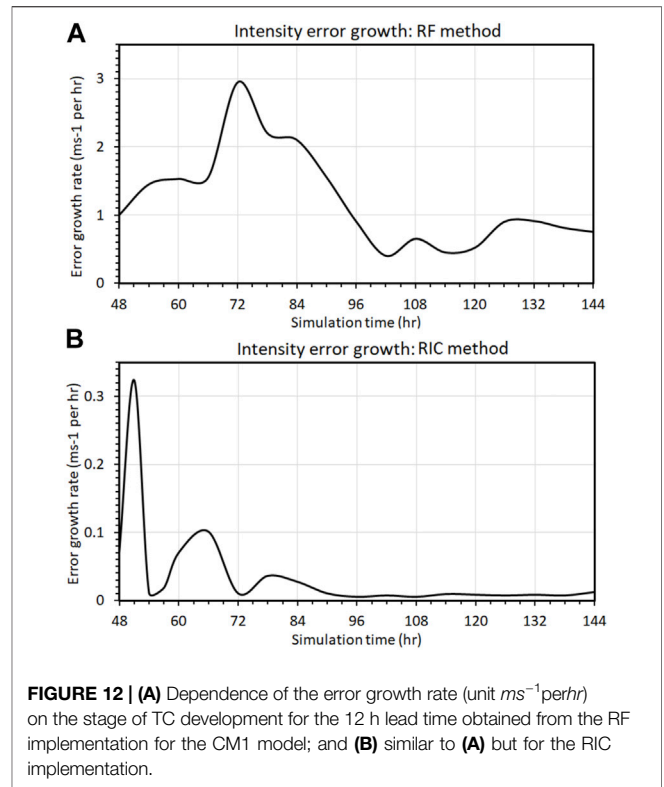 A
Intensity error growth: RF method
Error growth rate (ms-1 per hr)
3
2
1
0
48 60 72 84 96 108 120 132 144
Simulation time (hr)
B
Intensity error growth: RIC method
Error growth rate (ms-1 per hr)
0.3
0.2
0.1
0
48 60 72 84 96 108 120 132 144
Simulation time (hr)
FIGURE 12 | (A) Dependence of the error growth rate (unit ms⁻¹perhr)
on the stage of TC development for the 12 h lead time obtained from the RF
implementation for the CM1 model; and (B) similar to (A) but for the RIC
implementation.